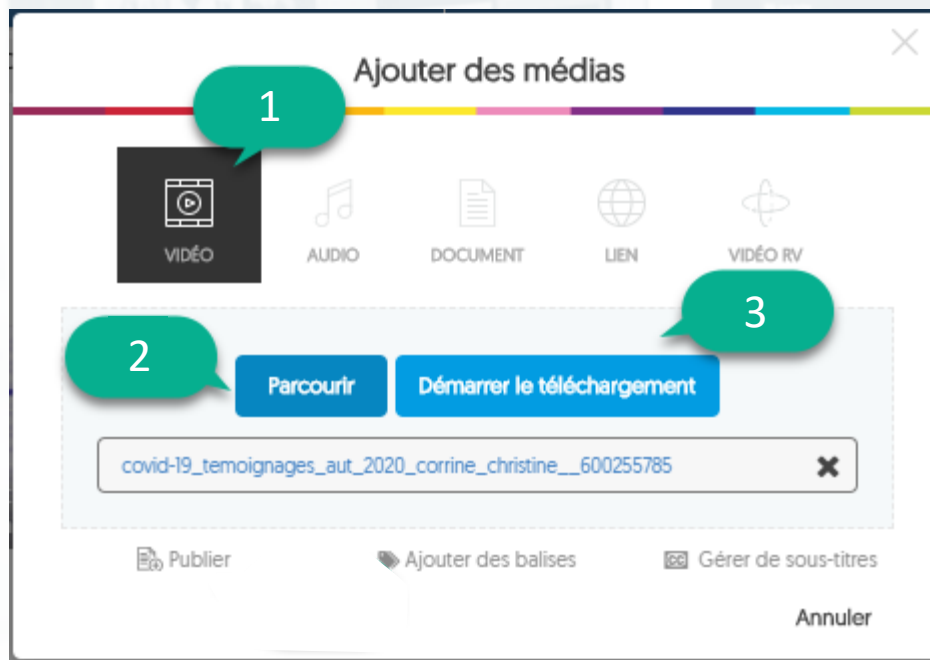 Ajouter des médias
1
VIDÉO AUDIO DOCUMENT LIEN VIDÉO RV
3
2
Parcourir Démarrer le téléchargement
covid-19_temoignages_aut_2020_corrine_christine__600255785
Publier Ajouter des balises CC Gérer de sous-titres
Annuler